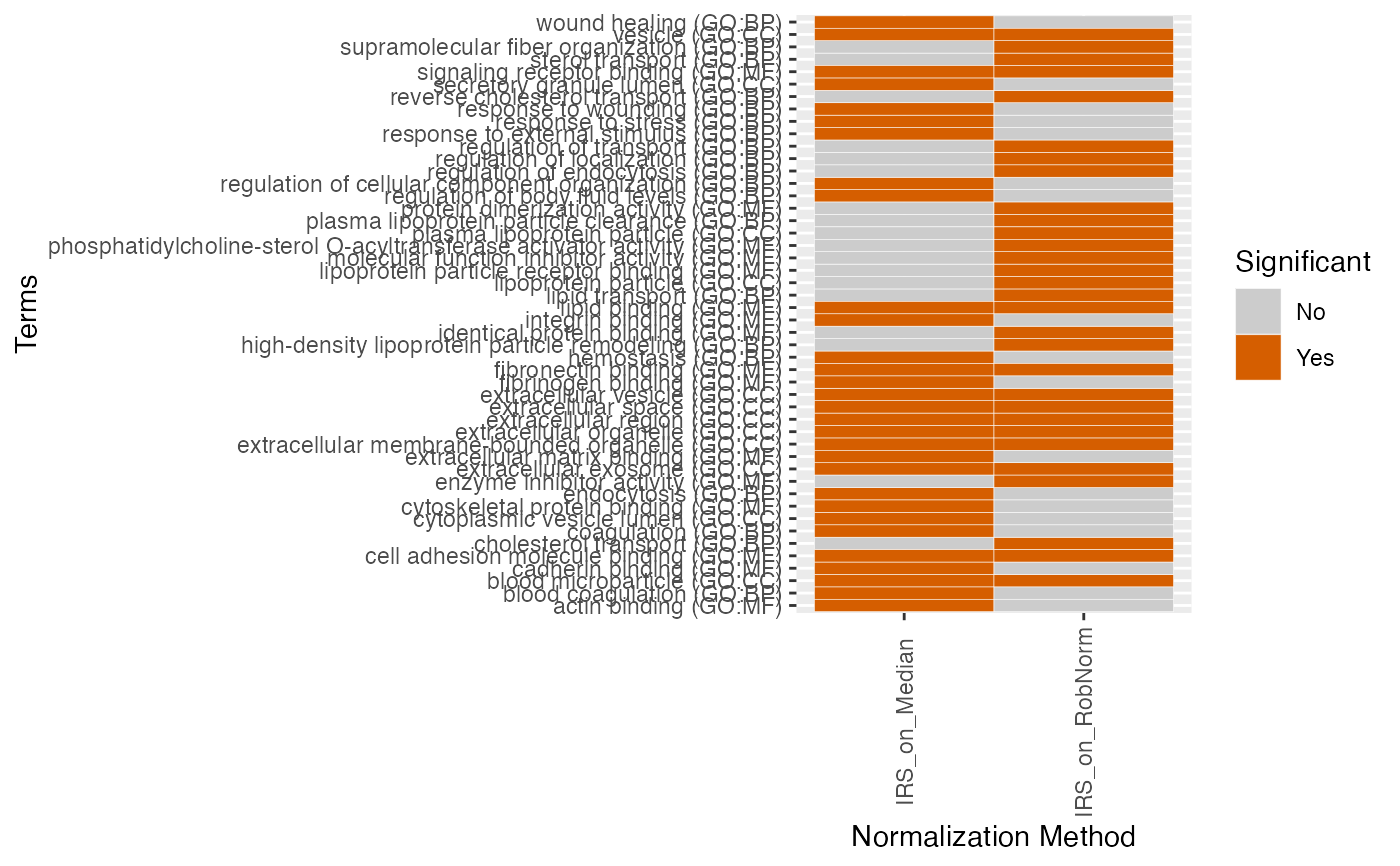 wound healing (GO:BP)
vesicle (GO:CC)
supramolecular fiber organization (GO:BP)
sterol transport (GO:BP)
signaling receptor binding (GO:MF)
secretory granule lumen (GO:CC)
reverse cholesterol transport (GO:BP)
response to wounding (GO:BP)
response to stress (GO:BP)
response to external stimulus (GO:BP)
regulation of transport (GO:BP)
regulation of localization (GO:BP)
regulation of endocytosis (GO:BP)
regulation of cellular component organization (GO:BP)
regulation of body fluid levels (GO:BP)
protein dimerization activity (GO:MF)
plasma lipoprotein particle clearance (GO:BP)
plasma lipoprotein particle (GO:CC)
phosphatidylcholine-sterol O-acyltransferase activator activity (GO:MF)
molecular function inhibitor activity (GO:MF)
lipoprotein particle receptor binding (GO:MF)
lipoprotein particle (GO:CC)
lipid transport (GO:BP)
lipid binding (GO:MF)
integrin binding (GO:MF)
identical protein binding (GO:MF)
high-density lipoprotein particle remodeling (GO:BP)
hemostasis (GO:BP)
fibronectin binding (GO:MF)
fibrinogen binding (GO:MF)
extracellular vesicle (GO:CC)
extracellular space (GO:CC)
extracellular region (GO:CC)
extracellular organelle (GO:CC)
extracellular membrane-bounded organelle (GO:CC)
extracellular matrix binding (GO:MF)
extracellular exosome (GO:CC)
enzyme inhibitor activity (GO:MF)
endocytosis (GO:BP)
cytoskeletal protein binding (GO:MF)
cytoplasmic vesicle lumen (GO:CC)
coagulation (GO:BP)
cholesterol transport (GO:BP)
cell adhesion molecule binding (GO:MF)
cadherin binding (GO:MF)
blood microparticle (GO:CC)
blood coagulation (GO:BP)
actin binding (GO:MF)
Terms
IRS_on_Median
IRS_on_RobNorm
Normalization Method
Significant
No
Yes